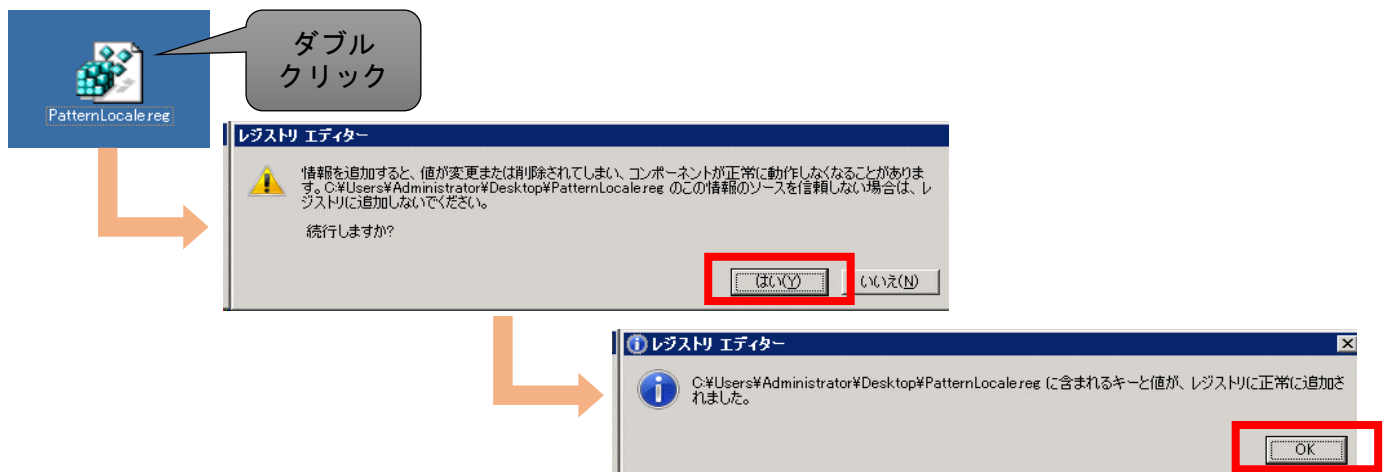 ダブル
クリック
PatternLocale.reg
レジストリ エディター
情報を追加すると、値が変更または削除されてしまい、コンポーネントが正常に動作しなくなることがありま
す。C:¥Users¥Administrator¥Desktop¥PatternLocale.reg のこの情報のソースを信頼しない場合は、レ
ジストリに追加しないでください。
続行しますか?
はい(Y)
いいえ(N)
レジストリ エディター
C:¥Users¥Administrator¥Desktop¥PatternLocale.reg に含まれるキーと値が、レジストリに正常に追加さ
れました。
OK